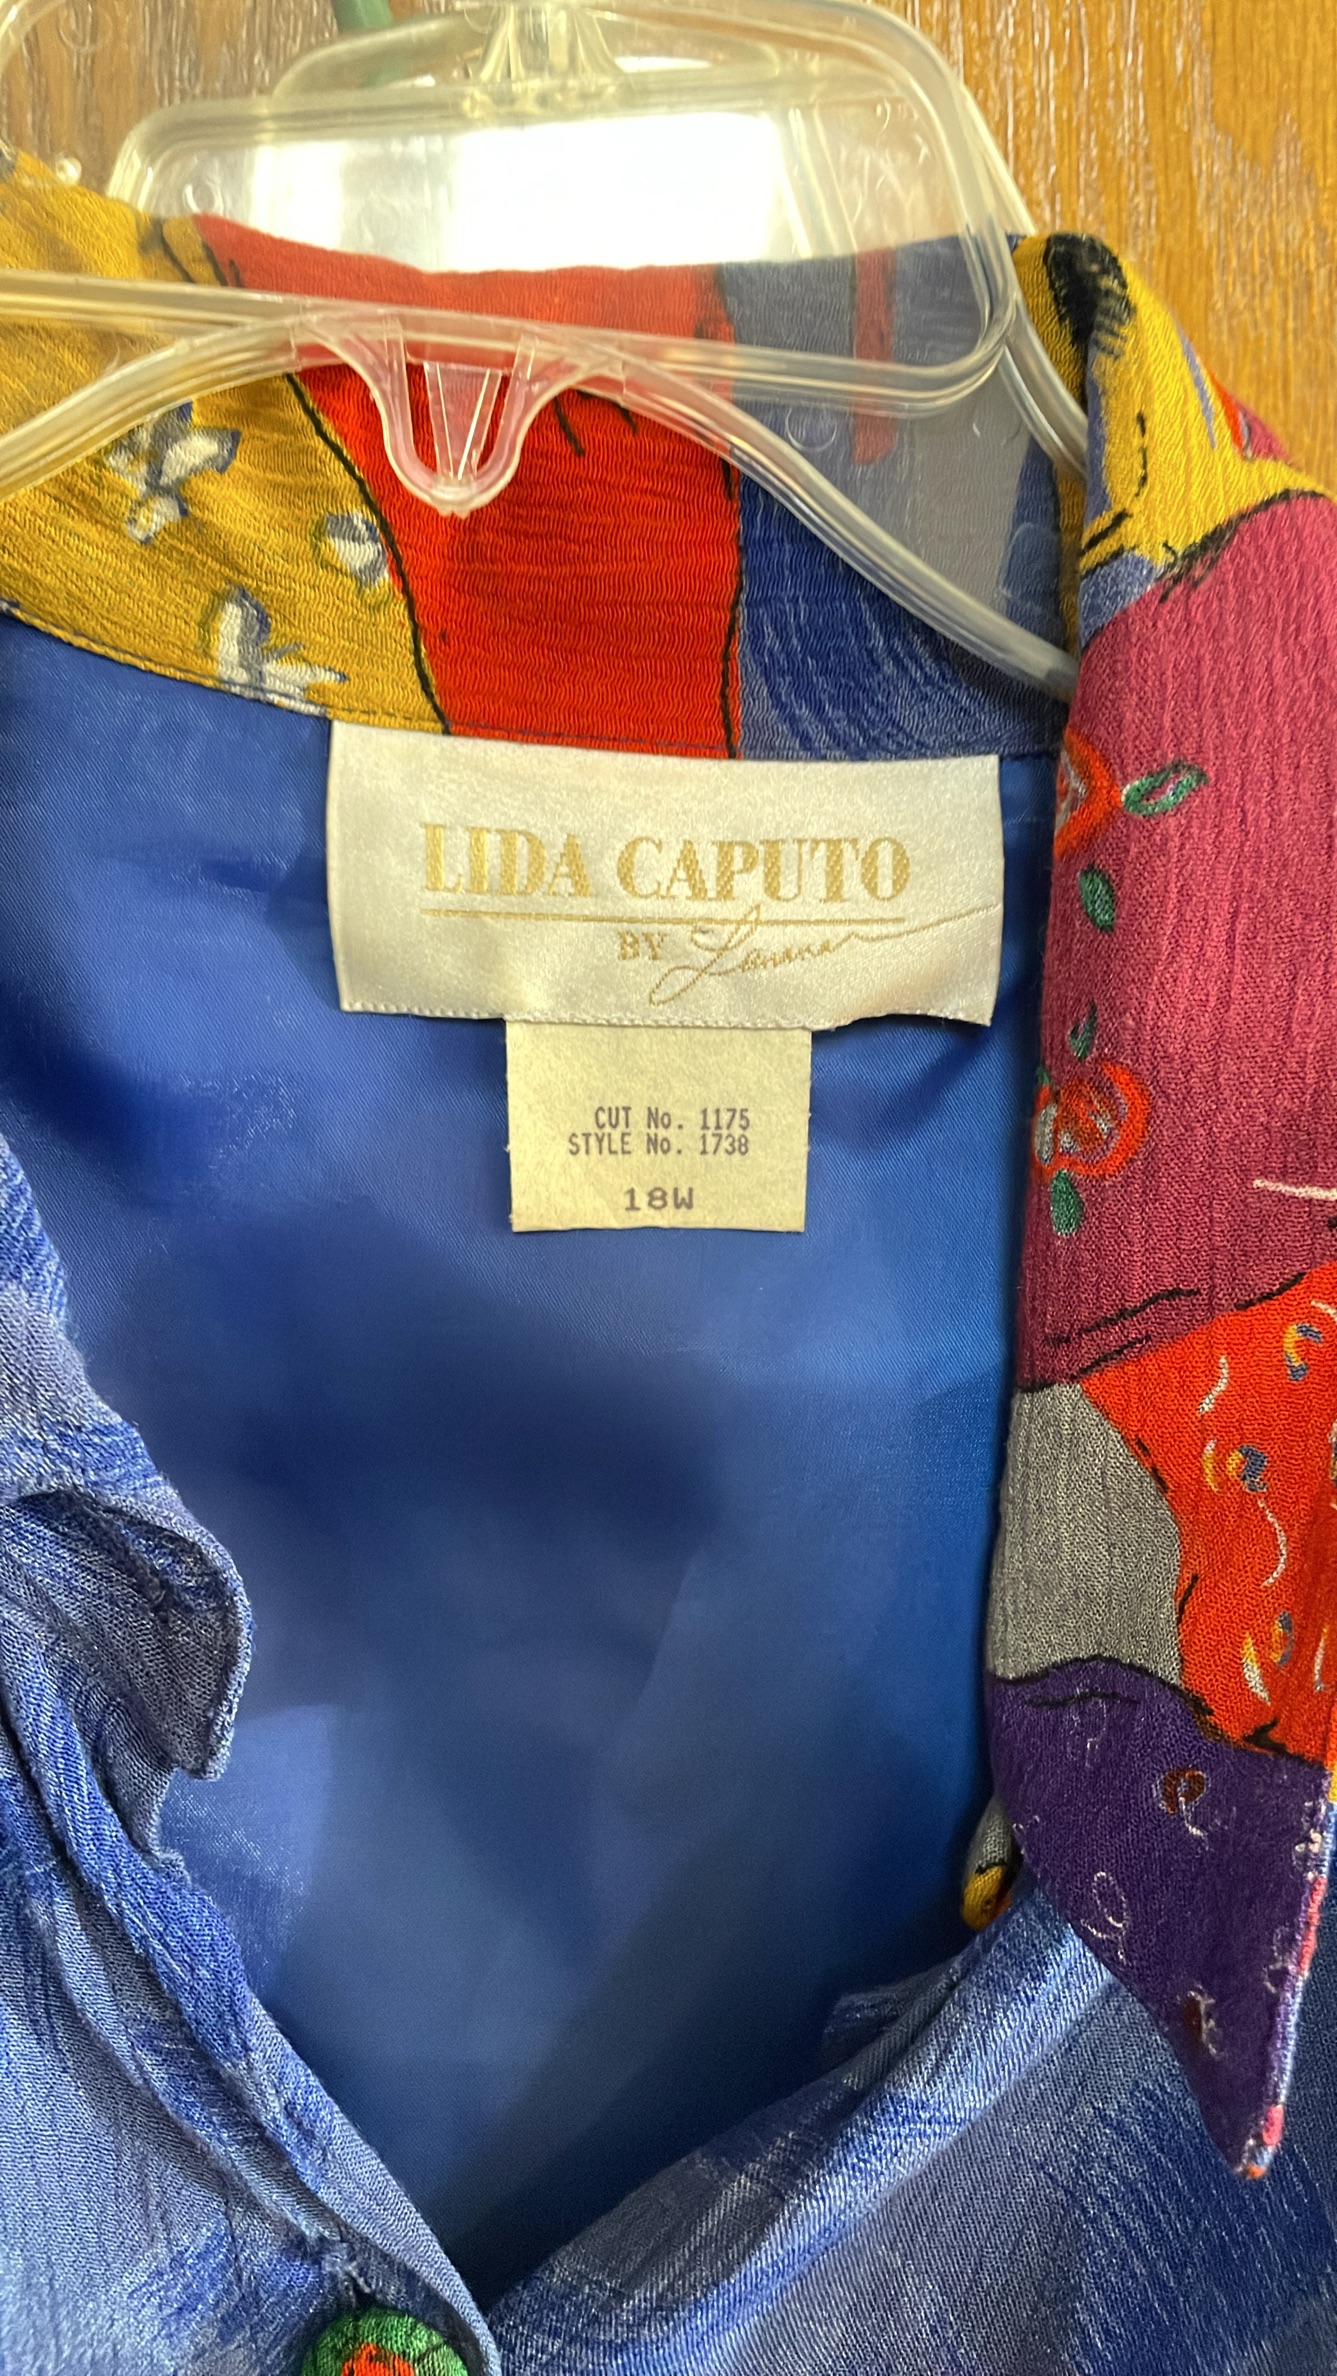 LIDA CAPUTO
BY
CUT No. 1175
STYLE No. 1738
18W